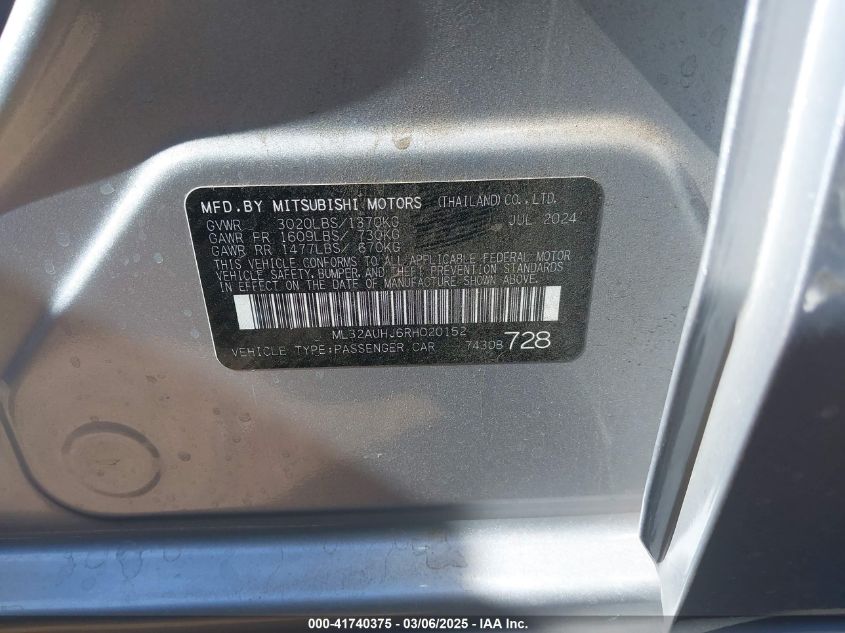 MFD.BY MITSUBISHI MOTORS (THAILAND)CO.,LTD.
GVWR 3020LBS/1370KG JUL 2024
GAWR FR 1609LBS/ 730KG
GAWR RR 1477LBS/ 670KG
THIS VEHICLE CONFORMS TO ALL APPLICABLE FEDERAL MOTOR
VEHICLE SAFETY, BUMPER, AND THEFT PREVENTION STANDARDS
IN EFFECT ON THE DATE OF MANUFACTURE SHOWN ABOVE.
ML32AUHJ6RH020152
VEHICLE TYPE:PASSENGER CAR 74308 728
000-41740375 - 03/06/2025 - © IAA Inc.